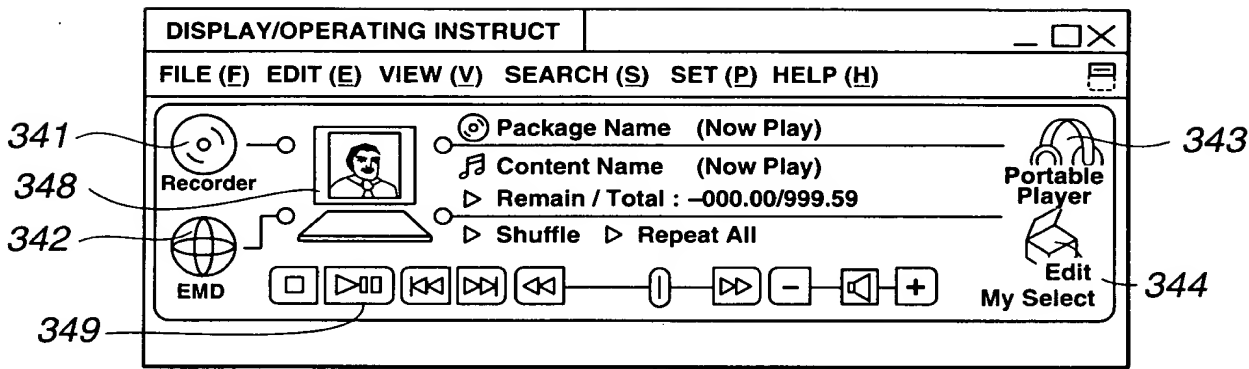 DISPLAY/OPERATING INSTRUCT
FILE (F) EDIT (E) VIEW (V) SEARCH (S) SET (P) HELP (H)
341
Recorder
348
342
EMD
349
Package Name (Now Play)
Content Name (Now Play)
Remain / Total : –000.00/999.59
Shuffle Repeat All
343
Portable
Player
Edit
My Select
344